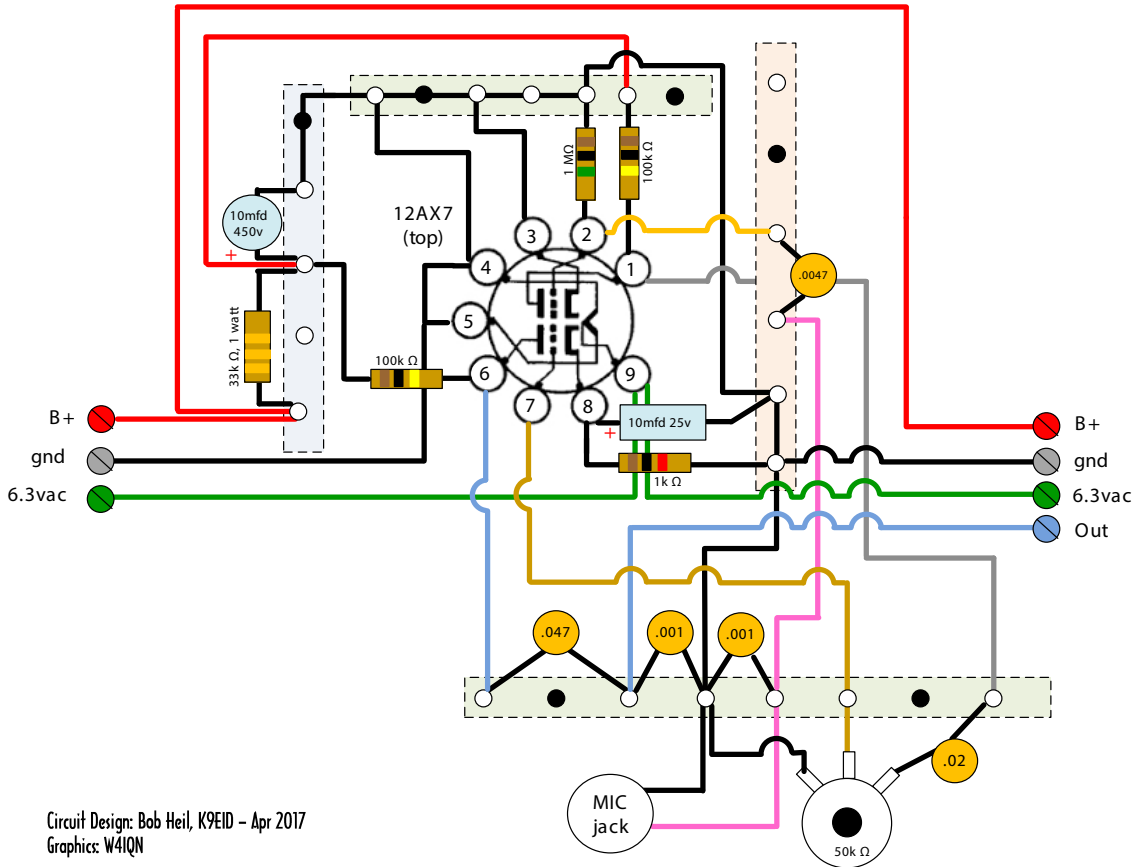 1 MΩ
100k Ω
12AX7
(top)
10mfd
450v
+
3
2
4
1
.0047
5
33k Ω, 1 watt
100k Ω
6
9
7
8
10mfd 25v
+
1k Ω
B+
gnd
6.3vac
B+
gnd
6.3vac
Out
.047
.001
.001
.02
MIC
jack
50k Ω
Circuit Design: Bob Heil, K9EID – Apr 2017
Graphics: W4IQN